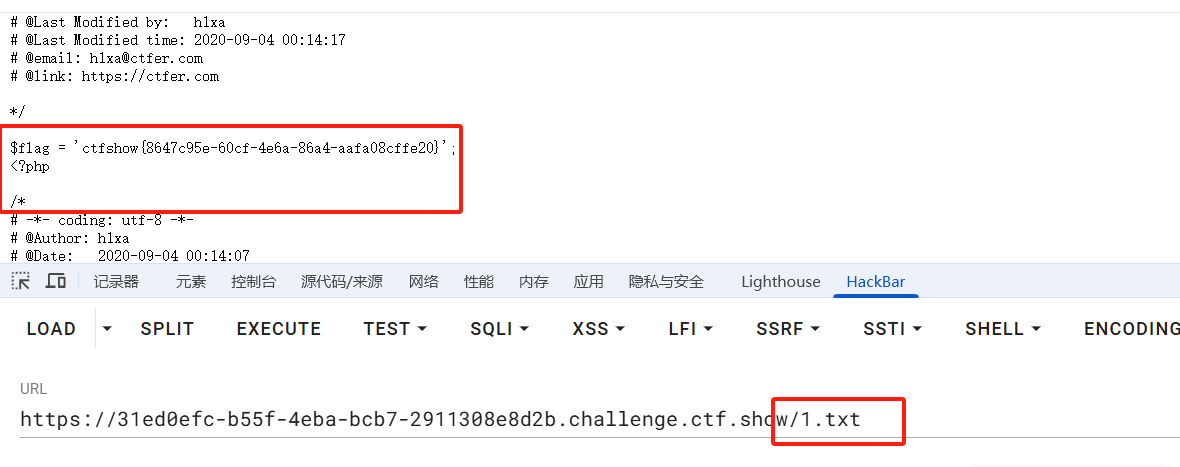 # @Last Modified by:   h1xa
# @Last Modified time: 2020-09-04 00:14:17
# @email: h1xa@ctfer.com
# @link: https://ctfer.com
*/
$flag = 'ctfshow{8647c95e-60cf-4e6a-86a4-aafa08cffe20}';
<?php
/*
# -*- coding: utf-8 -*-
# @Author: h1xa
# @Date:   2020-09-04 00:14:07
记录器 元素 控制台 源代码/来源 网络 性能 内存 应用 隐私与安全 Lighthouse HackBar
LOAD SPLIT EXECUTE TEST SQLI XSS LFI SSRF SSTI SHELL ENCODING
URL
https://31ed0efc-b55f-4eba-bcb7-2911308e8d2b.challenge.ctf.show/1.txt